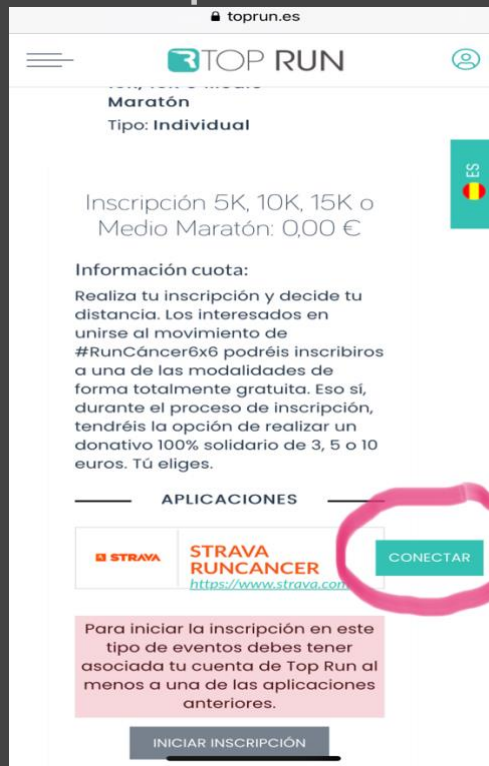 toprun.es
TOP RUN
Maratón
Tipo: Individual
ES
Inscripción 5K, 10K, 15K o
Medio Maratón: 0,00 €
Información cuota:
Realiza tu inscripción y decide tu
distancia. Los interesados en
unirse al movimiento de
#RunCáncer6x6 podréis inscribiros
a una de las modalidades de
forma totalmente gratuita. Eso sí,
durante el proceso de inscripción,
tendréis la opción de realizar un
donativo 100% solidario de 3, 5 o 10
euros. Tú eliges.
APLICACIONES
STRAVA
STRAVA
RUNCANCER
https://www.strava.com
CONECTAR
Para iniciar la inscripción en este
tipo de eventos debes tener
asociada tu cuenta de Top Run al
menos a una de las aplicaciones
anteriores.
INICIAR INSCRIPCIÓN